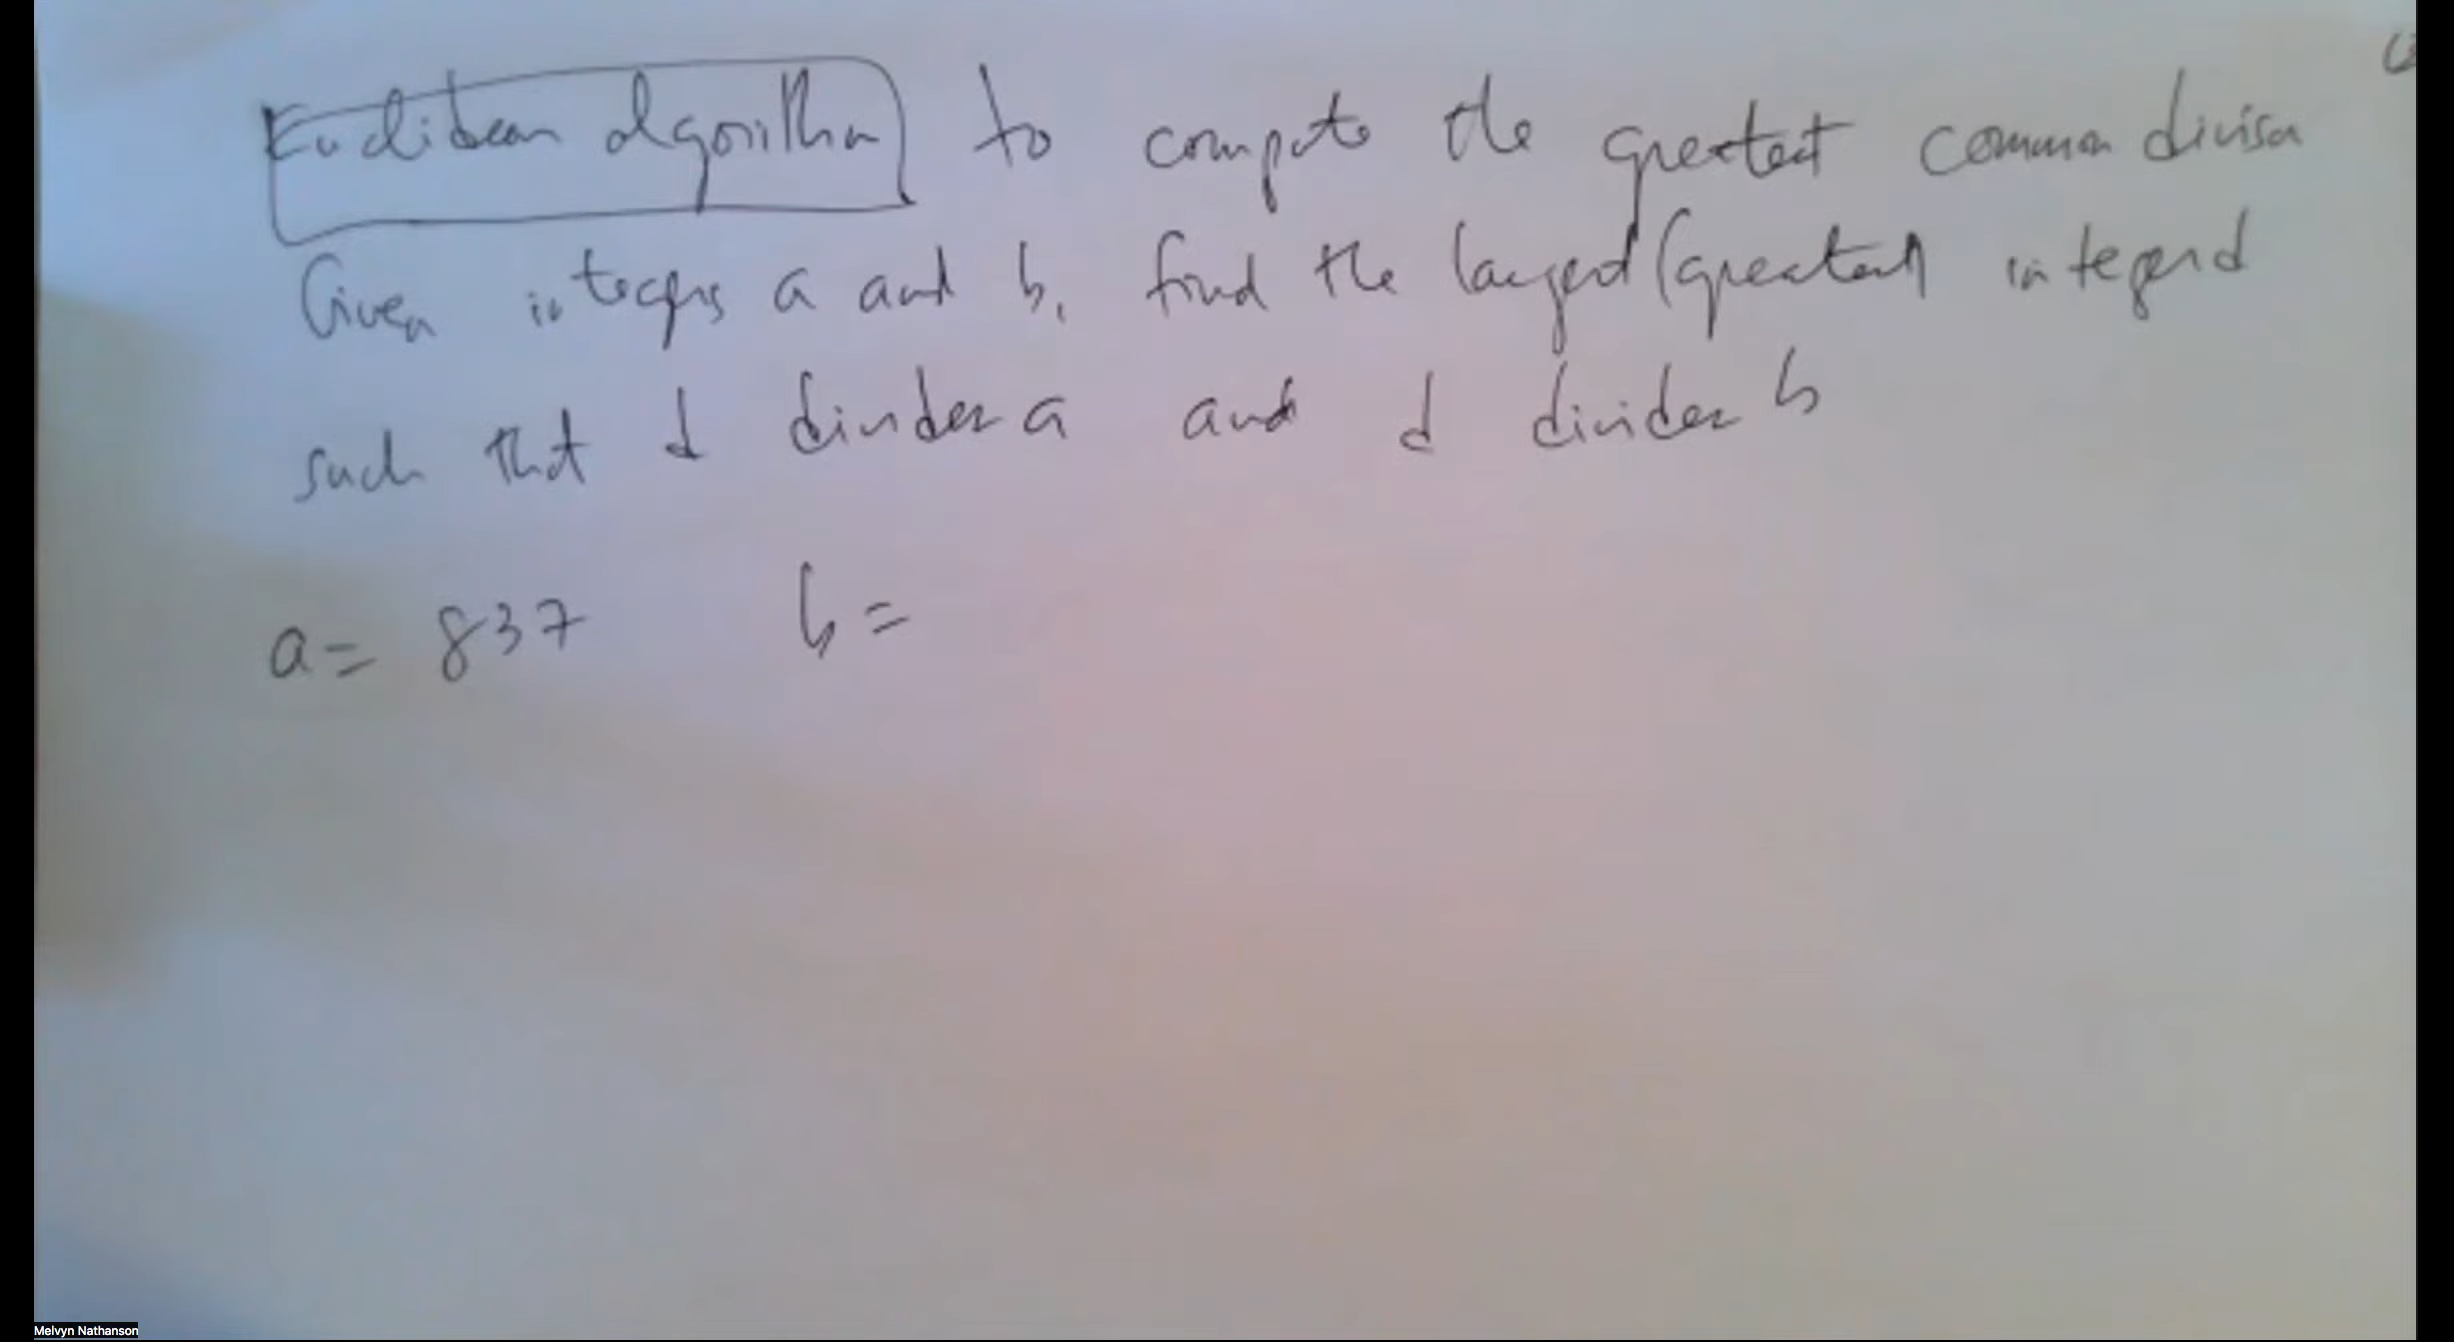 Euclidean algorithm to compute the greatest common divisor
Given integers a and b, find the largest (greatest) integer d
such that d divides a and d divides b
a = 837 b =
Melvyn Nathanson